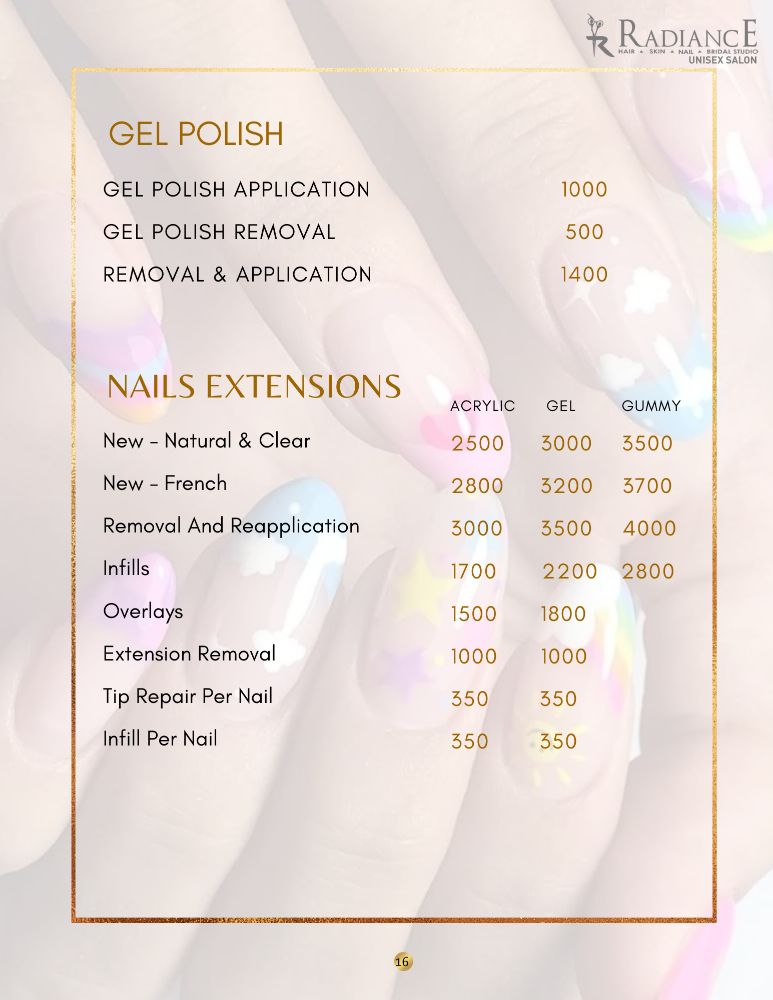 RADIANCE
HAIR • SKIN • NAIL • BRIDAL STUDIO
UNISEX SALON
GEL POLISH
GEL POLISH APPLICATION 1000
GEL POLISH REMOVAL 500
REMOVAL & APPLICATION 1400
NAILS EXTENSIONS
ACRYLIC GEL GUMMY
New - Natural & Clear 2500 3000 3500
New - French 2800 3200 3700
Removal And Reapplication 3000 3500 4000
Infills 1700 2200 2800
Overlays 1500 1800
Extension Removal 1000 1000
Tip Repair Per Nail 350 350
Infill Per Nail 350 350
16